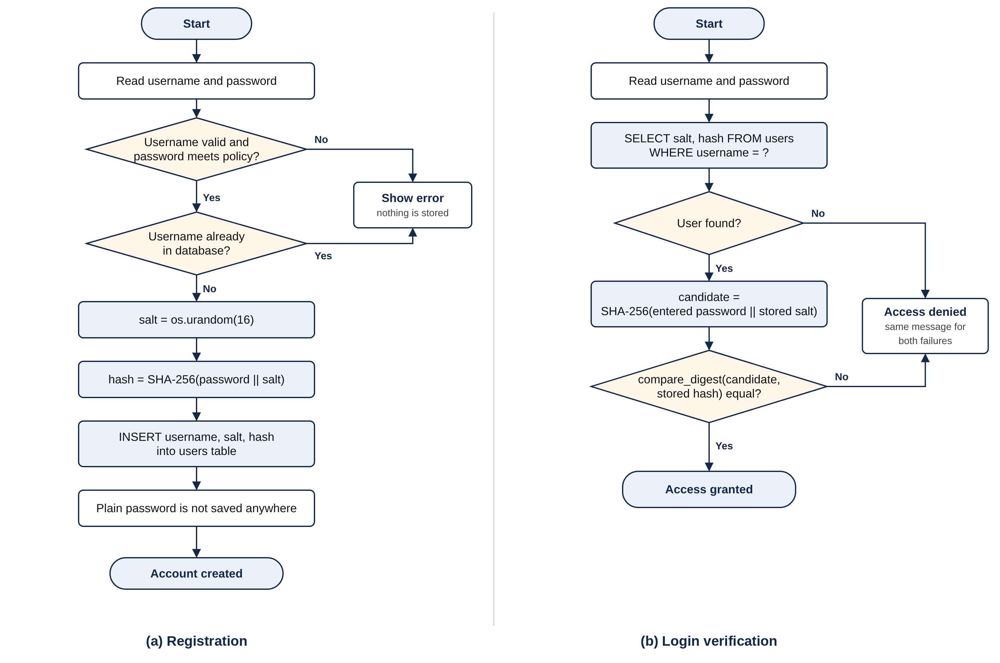 Start
Read username and password
Username valid and
password meets policy?
No
Yes
Show error
nothing is stored
Username already
in database?
Yes
No
salt = os.urandom(16)
hash = SHA-256(password || salt)
INSERT username, salt, hash
into users table
Plain password is not saved anywhere
Account created
(a) Registration
Start
Read username and password
SELECT salt, hash FROM users
WHERE username = ?
User found?
No
Yes
candidate =
SHA-256(entered password || stored salt)
Access denied
same message for
both failures
compare_digest(candidate,
stored hash) equal?
No
Yes
Access granted
(b) Login verification